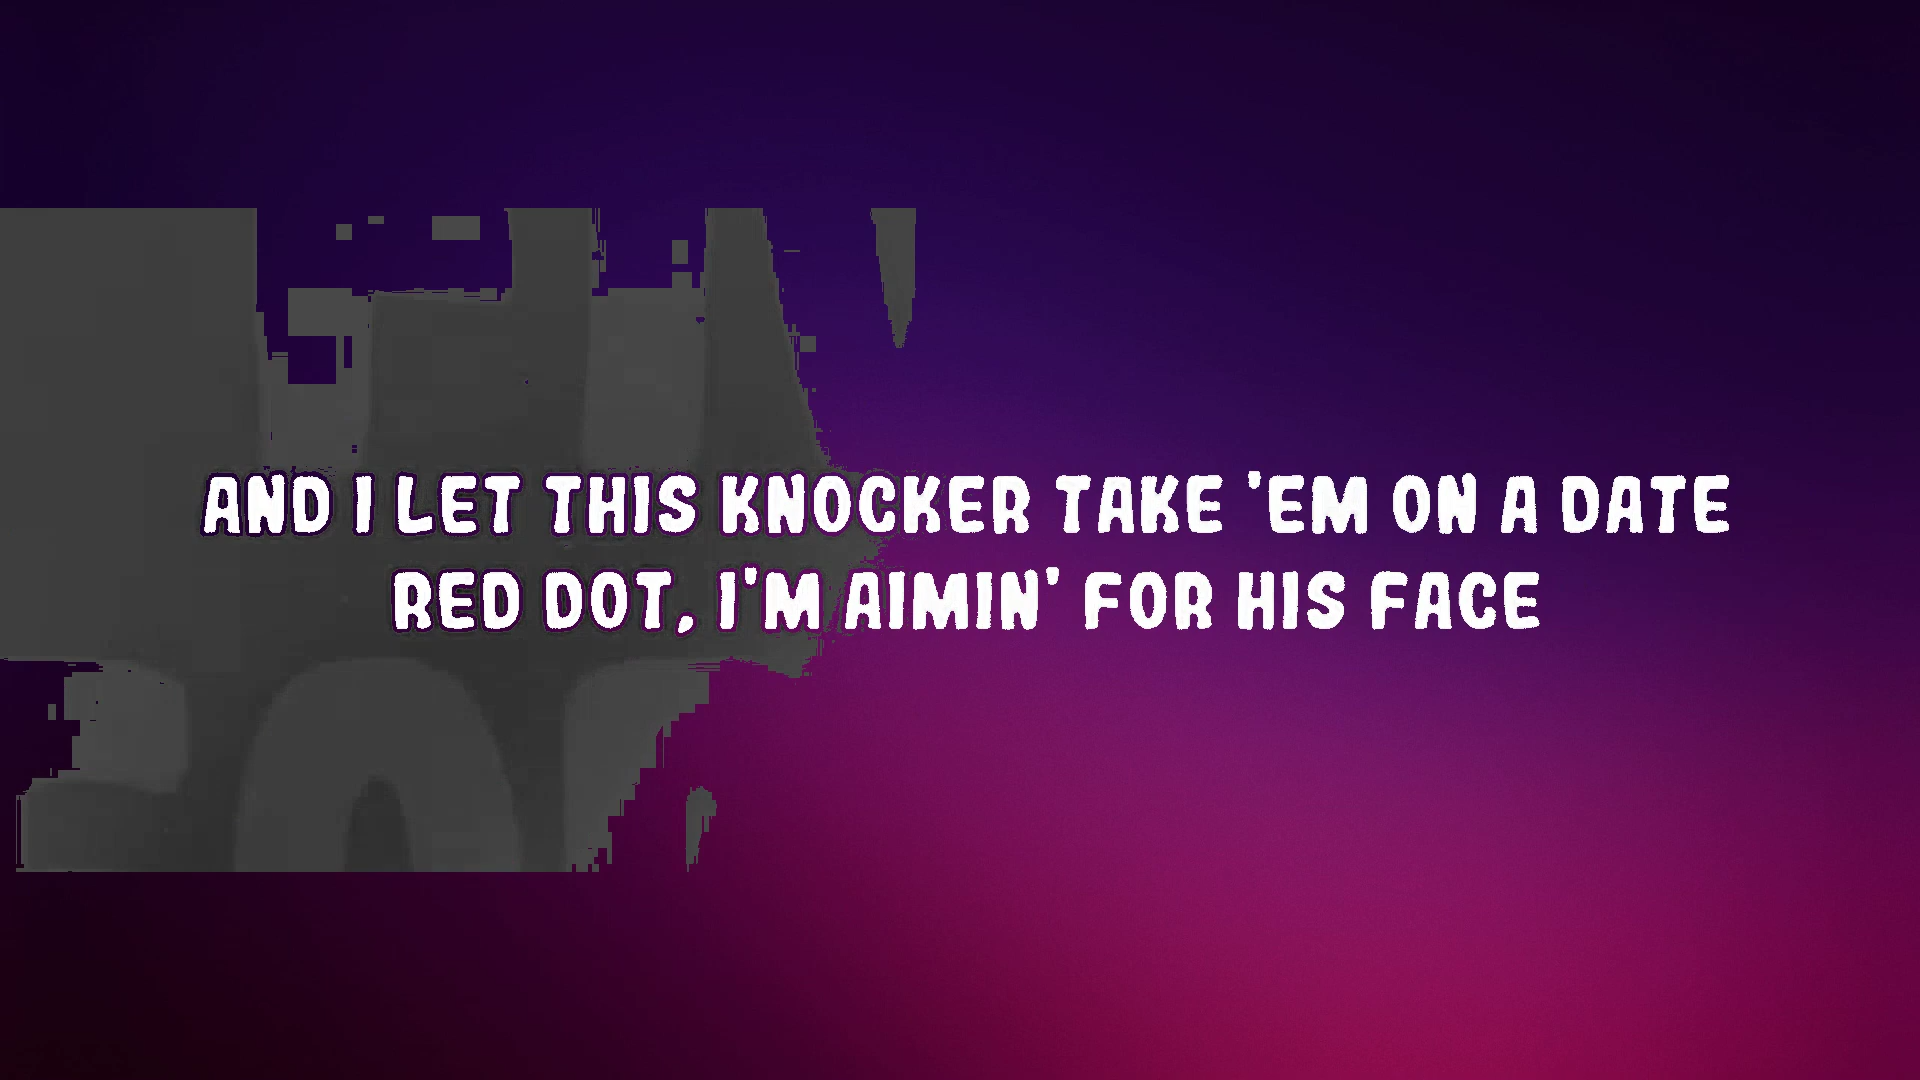 AND I LET THIS KNOCKER TAKE 'EM ON A DATE
RED DOT, I'M AIMIN' FOR HIS FACE